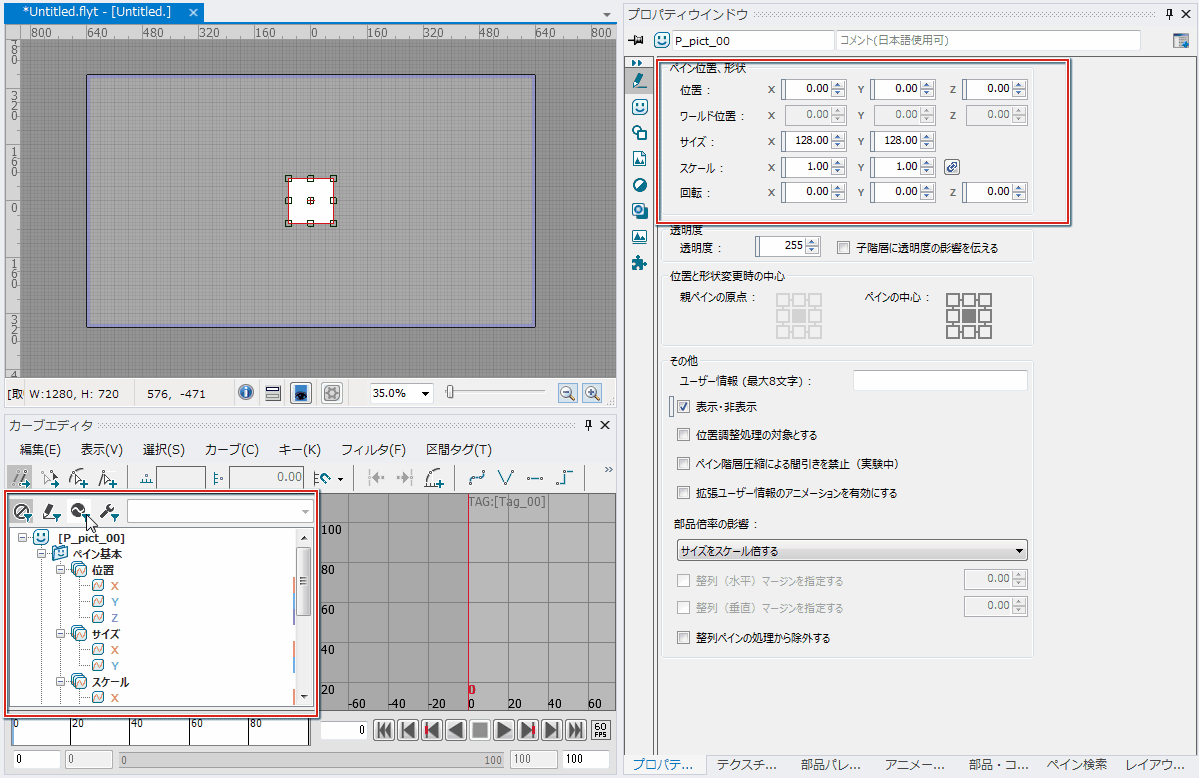 *Untitled.flyt - [Untitled.]
800 640 480 320 160 0 160 320 480 640 800
480
320
160
0
160
320
[取 W:1280, H: 720 576, -471 35.0%
カーブエディタ
編集(E) 表示(V) 選択(S) カーブ(C) キー(K) フィルタ(F) 区間タグ(T)
0.00
[P_pict_00]
ペイン基本
位置
X
Y
Z
サイズ
X
Y
スケール
X
TAG:[Tag_00]
100
80
60
40
20
-60 -40 -20 0 20 40 60
0
0 20 40 60 80
0
60 FPS
0 0 0 100 100 100
プロパティウインドウ
P_pict_00 コメント(日本語使用可)
ペイン位置、形状
位置： X 0.00 Y 0.00 Z 0.00
ワールド位置： X 0.00 Y 0.00 Z 0.00
サイズ： X 128.00 Y 128.00
スケール： X 1.00 Y 1.00
回転： X 0.00 Y 0.00 Z 0.00
透明度
透明度： 255 子階層に透明度の影響を伝える
位置と形状変更時の中心
親ペインの原点： ペインの中心：
その他
ユーザー情報 (最大8文字)：
表示・非表示
位置調整処理の対象とする
ペイン階層圧縮による間引きを禁止（実験中）
拡張ユーザー情報のアニメーションを有効にする
部品倍率の影響：
サイズをスケール倍する
整列（水平）マージンを指定する 0.00
整列（垂直）マージンを指定する 0.00
整列ペインの処理から除外する
プロパテ... テクスチ... 部品パレ... アニメー... 部品・コ... ペイン検索 レイアウ...